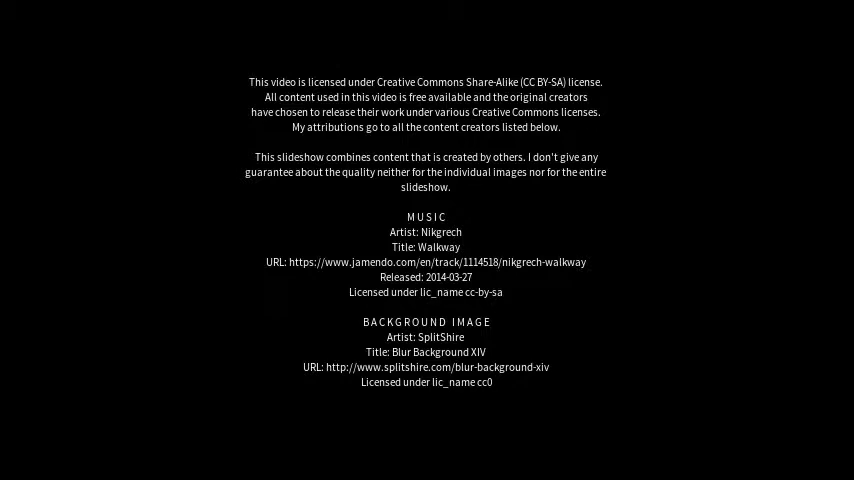 This video is licensed under Creative Commons Share-Alike (CC BY-SA) license.
All content used in this video is free available and the original creators
have chosen to release their work under various Creative Commons licenses.
My attributions go to all the content creators listed below.
This slideshow combines content that is created by others. I don't give any
guarantee about the quality neither for the individual images nor for the entire
slideshow.
M U S I C
Artist: Nikgrech
Title: Walkway
URL: https://www.jamendo.com/en/track/1114518/nikgrech-walkway
Released: 2014-03-27
Licensed under lic_name cc-by-sa
B A C K G R O U N D  I M A G E
Artist: SplitShire
Title: Blur Background XIV
URL: http://www.splitshire.com/blur-background-xiv
Licensed under lic_name cc0